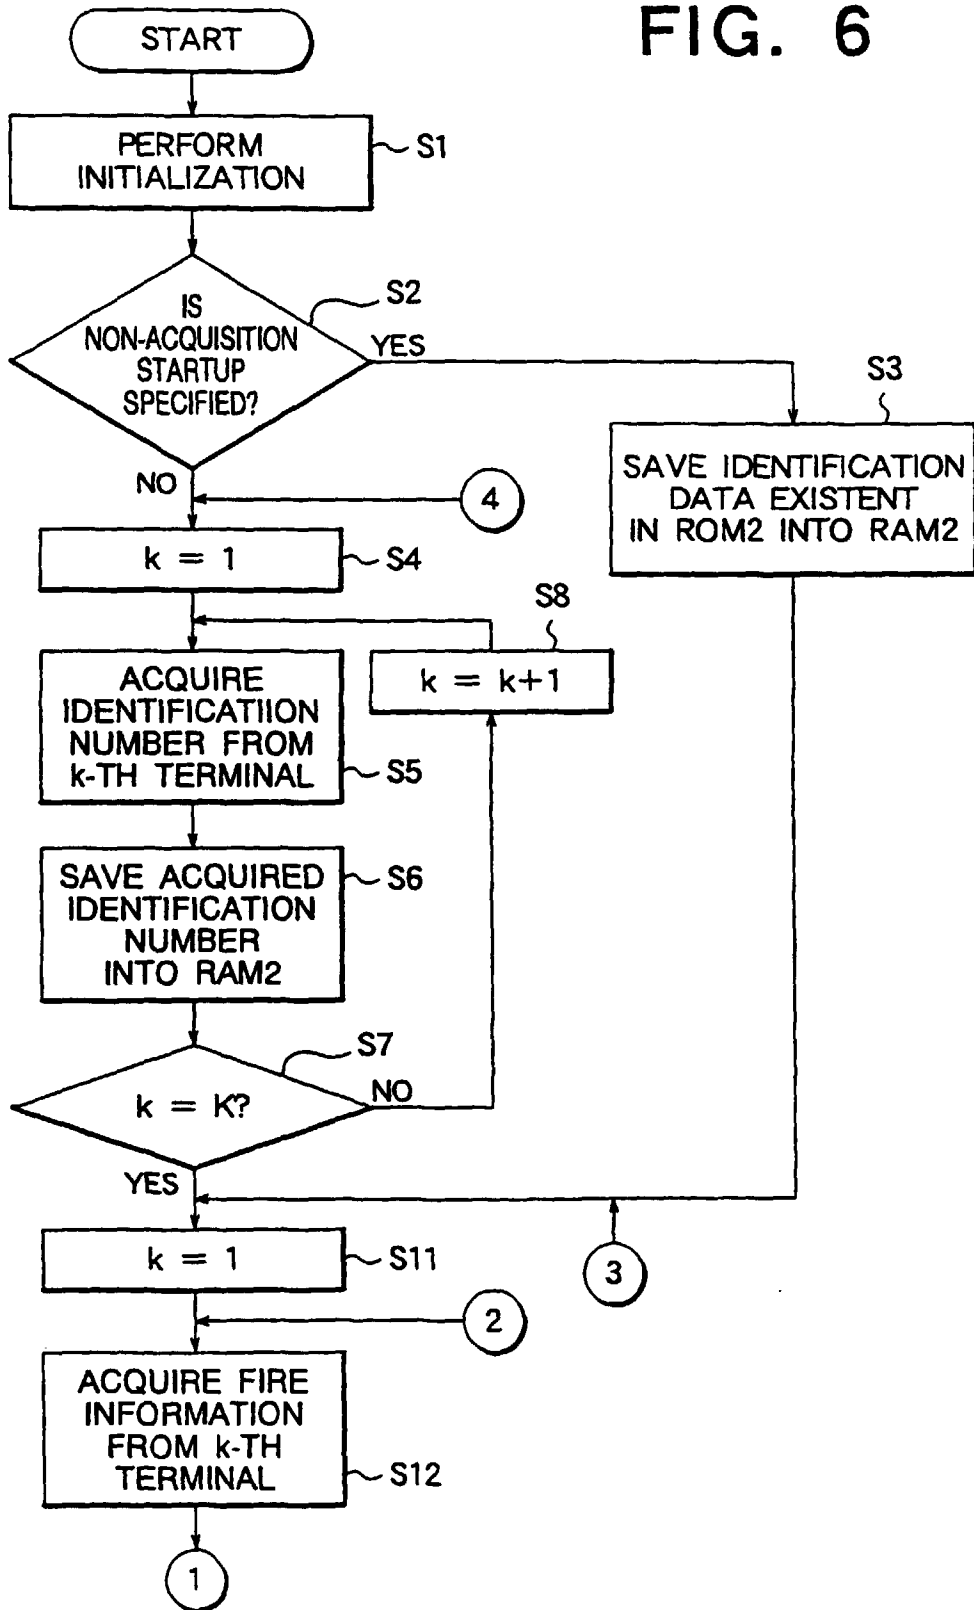 FIG. 6
START
PERFORM
INITIALIZATION
S1
IS
NON-ACQUISITION
STARTUP
SPECIFIED?
S2
YES
NO
S3
SAVE IDENTIFICATION
DATA EXISTENT
IN ROM2 INTO RAM2
4
k = 1
S4
S8
k = k+1
ACQUIRE
IDENTIFICATIION
NUMBER FROM
k-TH TERMINAL
S5
SAVE ACQUIRED
IDENTIFICATION
NUMBER
INTO RAM2
S6
k = K?
S7
NO
YES
3
k = 1
S11
2
ACQUIRE FIRE
INFORMATION
FROM k-TH
TERMINAL
S12
1